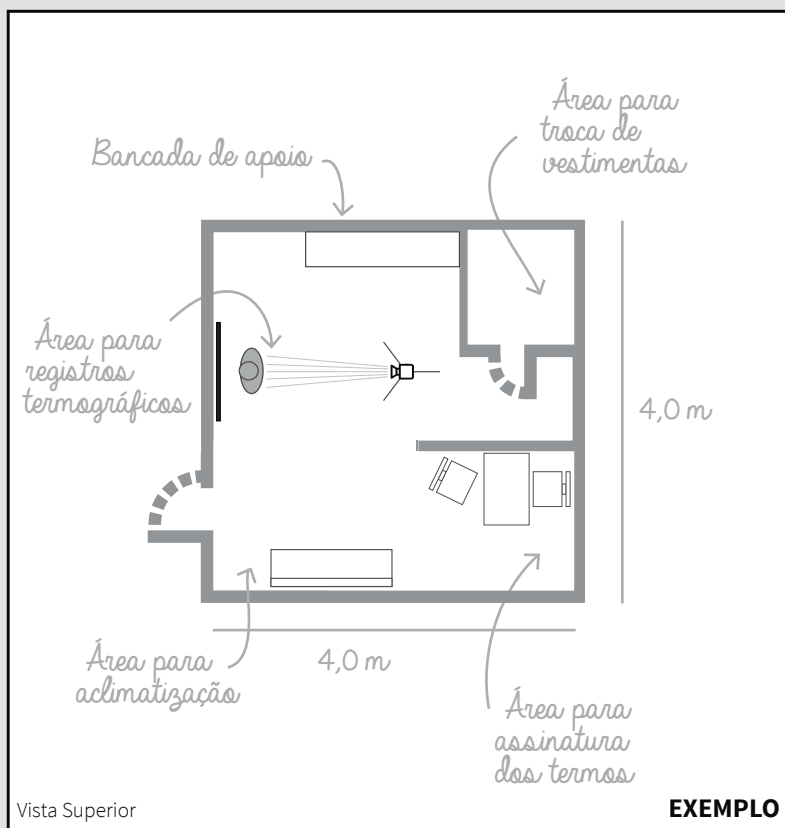 Área para
troca de
vestimentas
Bancada de apoio
Área para
registros
termográficos
4,0 m
4,0 m
Área para
aclimatização
Área para
assinatura
dos termos
Vista Superior
EXEMPLO